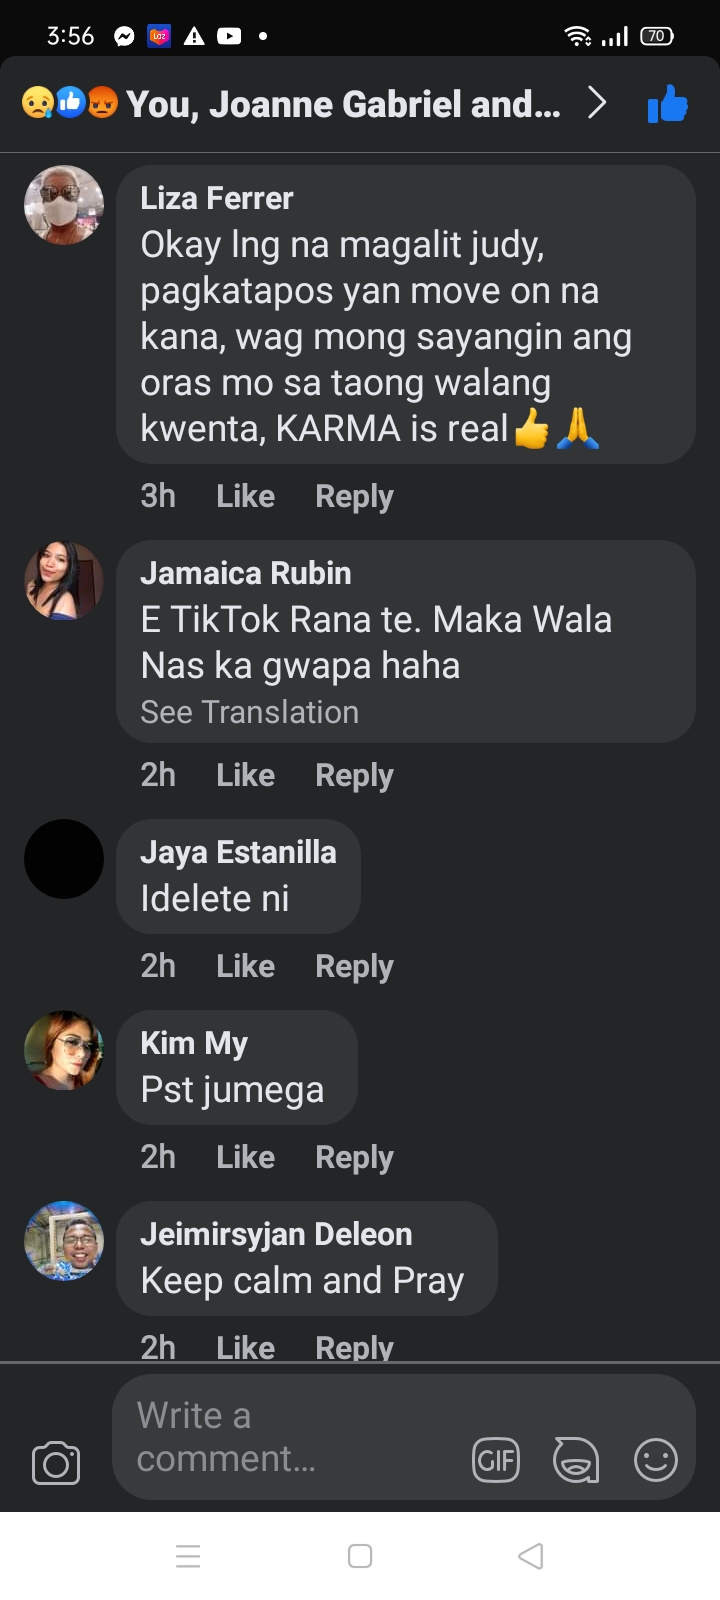 3:56
Laz
70
You, Joanne Gabriel and...
Liza Ferrer
Okay lng na magalit judy,
pagkatapos yan move on na
kana, wag mong sayangin ang
oras mo sa taong walang
kwenta, KARMA is real👍🙏
3h Like Reply
Jamaica Rubin
E TikTok Rana te. Maka Wala
Nas ka gwapa haha
See Translation
2h Like Reply
Jaya Estanilla
Idelete ni
2h Like Reply
Kim My
Pst jumega
2h Like Reply
Jeimirsyjan Deleon
Keep calm and Pray
2h Like Reply
Write a
comment...
GIF